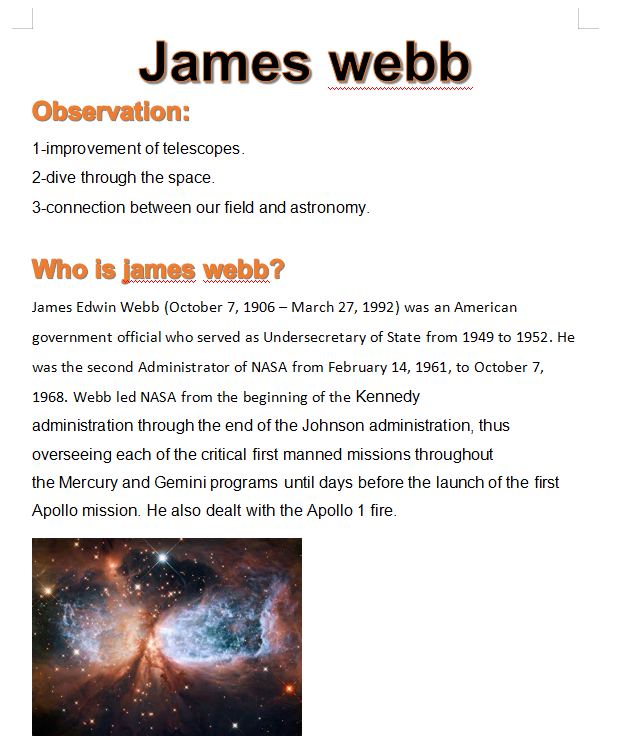 James webb
Observation:
1-improvement of telescopes.
2-dive through the space.
3-connection between our field and astronomy.
Who is james webb?
James Edwin Webb (October 7, 1906 – March 27, 1992) was an American
government official who served as Undersecretary of State from 1949 to 1952. He
was the second Administrator of NASA from February 14, 1961, to October 7,
1968. Webb led NASA from the beginning of the Kennedy
administration through the end of the Johnson administration, thus
overseeing each of the critical first manned missions throughout
the Mercury and Gemini programs until days before the launch of the first
Apollo mission. He also dealt with the Apollo 1 fire.